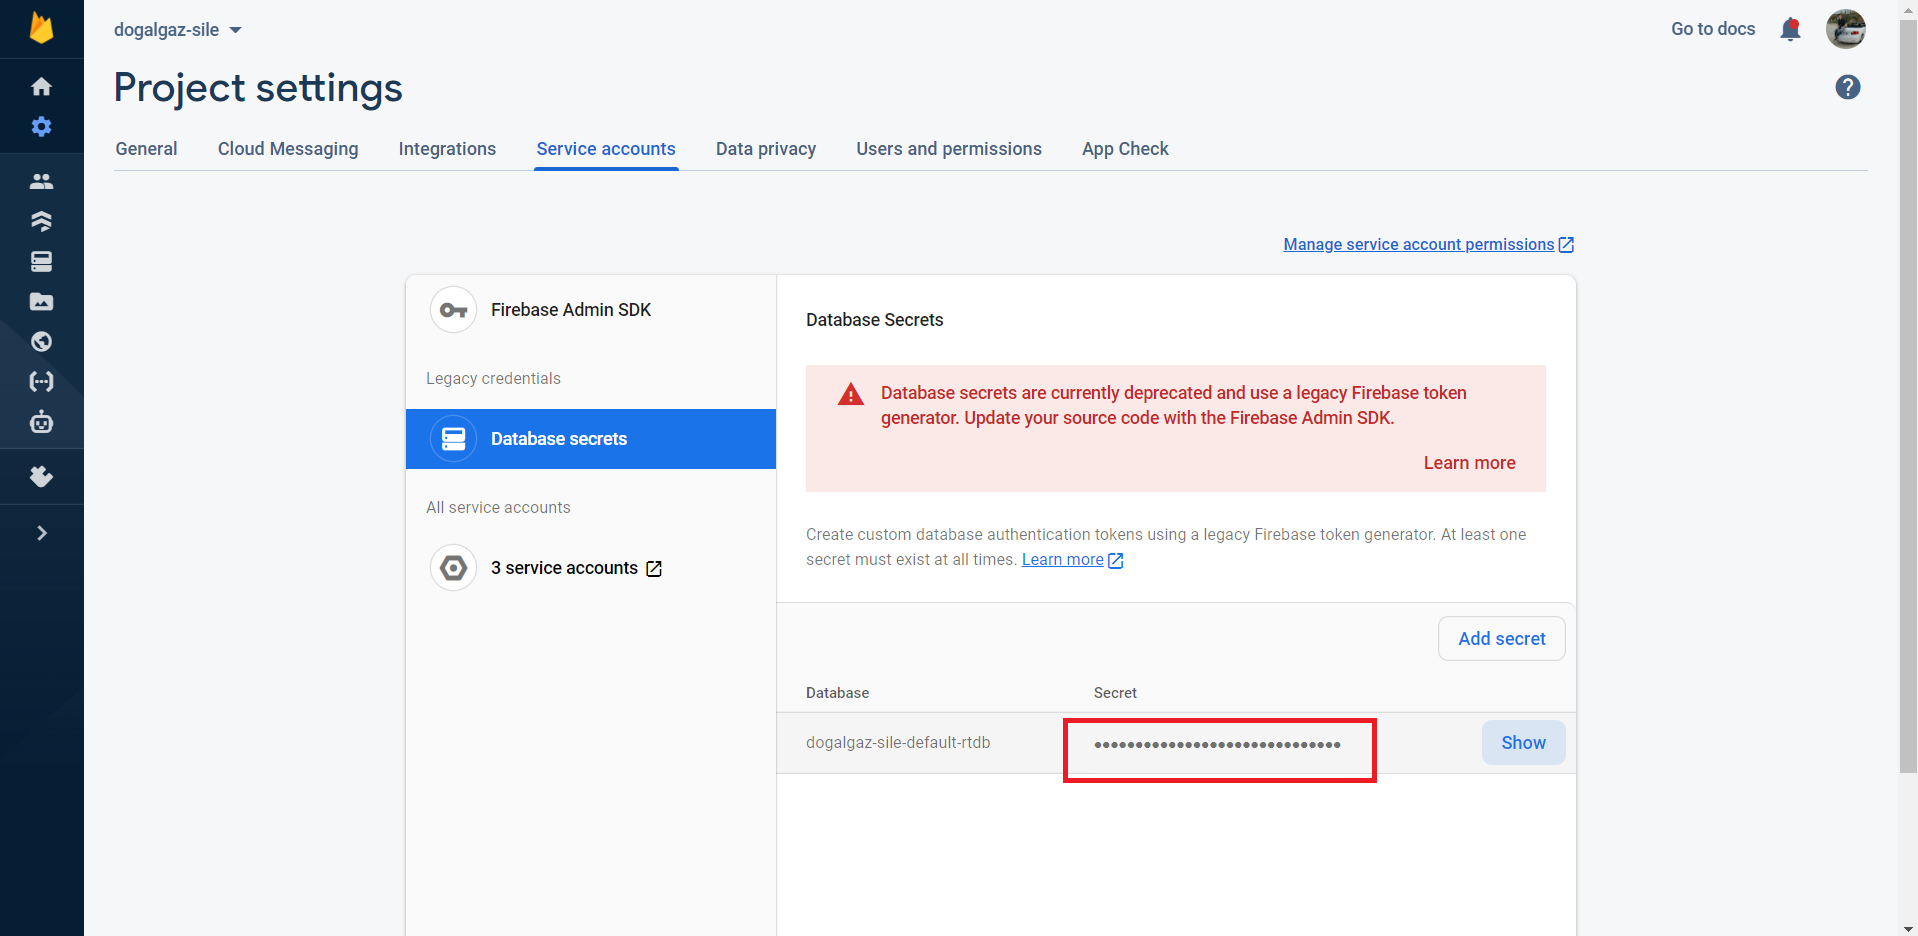 dogalgaz-sile
Go to docs
Project settings
General Cloud Messaging Integrations Service accounts Data privacy Users and permissions App Check
Manage service account permissions
Firebase Admin SDK
Legacy credentials
Database secrets
All service accounts
3 service accounts
Database Secrets
Database secrets are currently deprecated and use a legacy Firebase token
generator. Update your source code with the Firebase Admin SDK.
Learn more
Create custom database authentication tokens using a legacy Firebase token generator. At least one
secret must exist at all times. Learn more
Add secret
Database Secret
dogalgaz-sile-default-rtdb •••••••••••••••••••••••••••••• Show